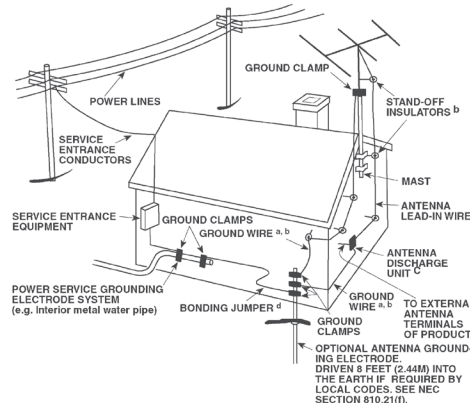 GROUND CLAMP
POWER LINES
STAND-OFF
INSULATORS b
SERVICE
ENTRANCE
CONDUCTORS
MAST
ANTENNA
LEAD-IN WIRE
SERVICE ENTRANCE
EQUIPMENT
GROUND CLAMPS
GROUND WIRE a, b
ANTENNA
DISCHARGE
UNIT C
POWER SERVICE GROUNDING
ELECTRODE SYSTEM
(e.g. Interior metal water pipe)
BONDING JUMPER d
GROUND
WIRE a, b
TO EXTERNA
ANTENNA
TERMINALS
OF PRODUCT
GROUND
CLAMPS
OPTIONAL ANTENNA GROUND-
ING ELECTRODE.
DRIVEN 8 FEET (2.44M) INTO
THE EARTH IF REQUIRED BY
LOCAL CODES. SEE NEC
SECTION 810.21(f).